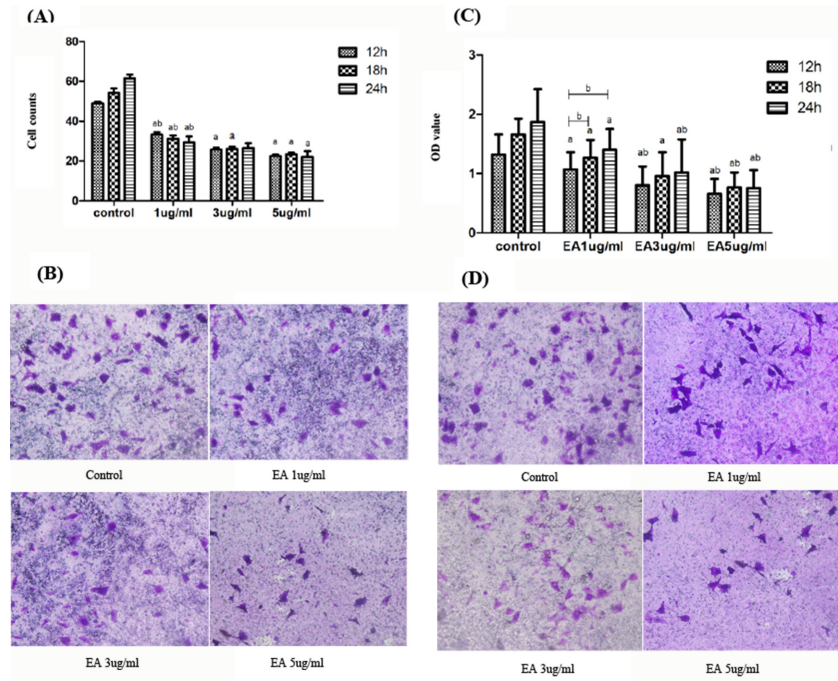 (A)
80
60
40
20
0
Cell counts
12h
18h
24h
ab ab ab
a a
a a a
control 1ug/ml 3ug/ml 5ug/ml
(C)
3
2
1
0
OD value
12h
18h
24h
b
b
a a a
ab a ab
ab ab ab
control EA1ug/ml EA3ug/ml EA5ug/ml
(B)
Control EA 1ug/ml
EA 3ug/ml EA 5ug/ml
(D)
Control EA 1ug/ml
EA 3ug/ml EA 5ug/ml